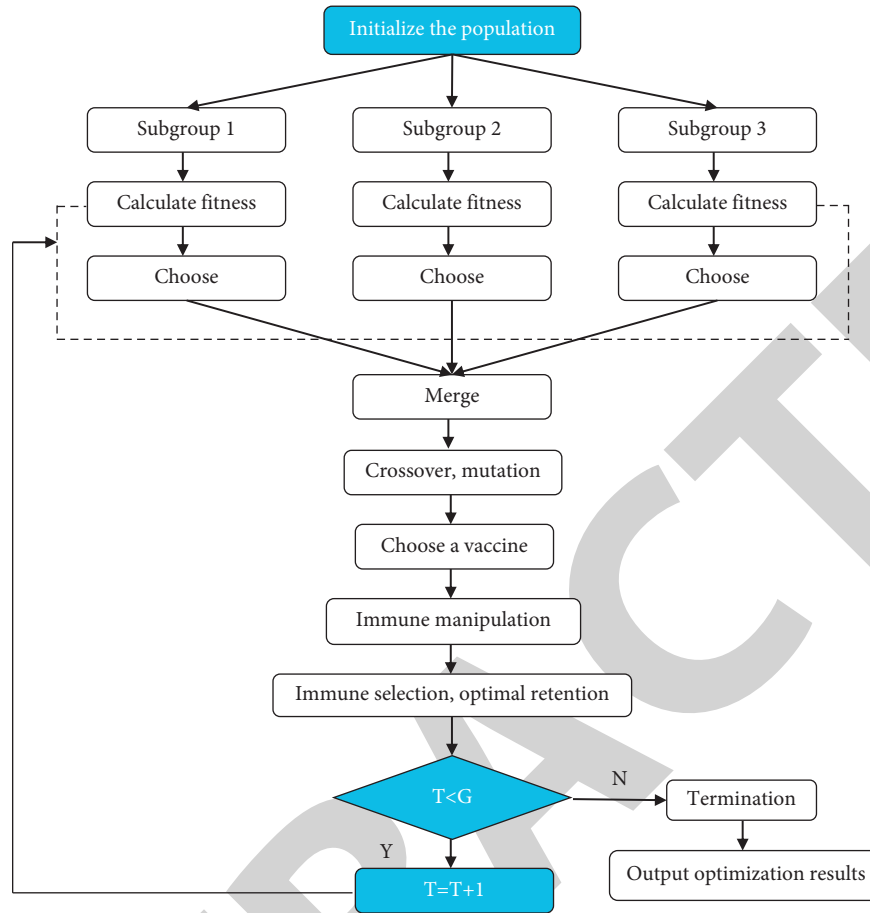 Initialize the population
Subgroup 1
Subgroup 2
Subgroup 3
Calculate fitness
Calculate fitness
Calculate fitness
Choose
Choose
Choose
Merge
Crossover, mutation
Choose a vaccine
Immune manipulation
Immune selection, optimal retention
T<G
N
Termination
Y
Output optimization results
T=T+1